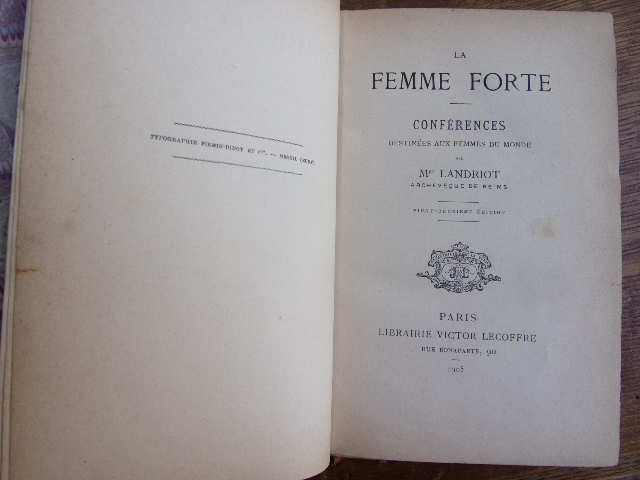 TYPOGRAPHIE FIRMIN-DIDOT ET Cie. — MESNIL (EURE).
LA
FEMME FORTE
CONFÉRENCES
DESTINÉES AUX FEMMES DU MONDE
PAR
Mgr LANDRIOT
ARCHEVÊQUE DE REIMS
VINGT-DEUXIÈME ÉDITION
PARIS
LIBRAIRIE VICTOR LECOFFRE
RUE BONAPARTE, 90